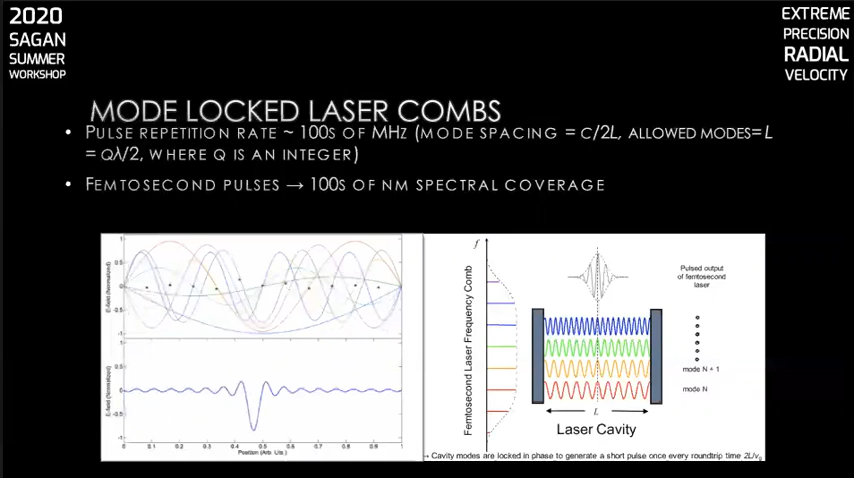 2020
SAGAN
SUMMER
WORKSHOP
EXTREME
PRECISION
RADIAL
VELOCITY
MODE LOCKED LASER COMBS
• PULSE REPETITION RATE ~ 100S OF MHZ (MODE SPACING = C/2L, ALLOWED MODES= L
= Qλ/2, WHERE Q IS AN INTEGER)
• FEMTOSECOND PULSES → 100S OF NM SPECTRAL COVERAGE
E-field (Normalized)
1
0.5
0
-0.5
-1
E-field (Normalized)
1
0.5
0
-0.5
-1
0 0.1 0.2 0.3 0.4 0.5 0.6 0.7 0.8 0.9 1
Position (Arb. Uts.)
f
Femtosecond Laser Frequency Comb
Pulsed output
of femtosecond
laser
mode N + 1
mode N
L
Laser Cavity
→ Cavity modes are locked in phase to generate a short pulse once every roundtrip time 2L/vg